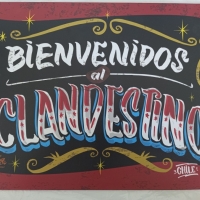 BIENVENIDOS
al
CLANDESTINO
CHILE